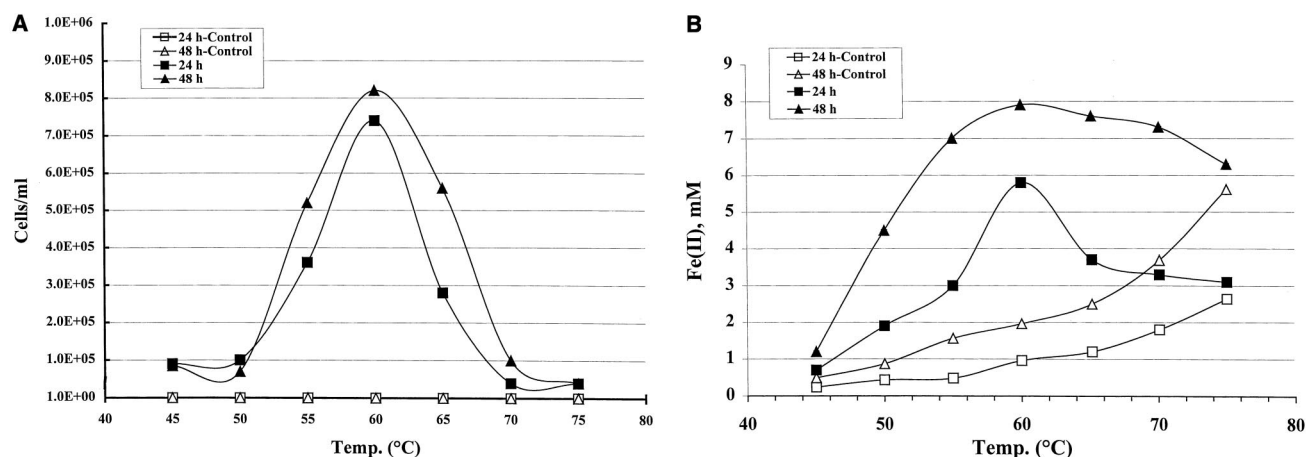 A
24 h-Control
48 h-Control
24 h
48 h
1.0E+06
9.0E+05
8.0E+05
7.0E+05
6.0E+05
5.0E+05
4.0E+05
3.0E+05
2.0E+05
1.0E+05
1.0E+00
Cells/ml
40 45 50 55 60 65 70 75 80
Temp. (°C)
B
24 h-Control
48 h-Control
24 h
48 h
9
8
7
6
5
4
3
2
1
0
Fe(II), mM
40 50 60 70 80
Temp. (°C)